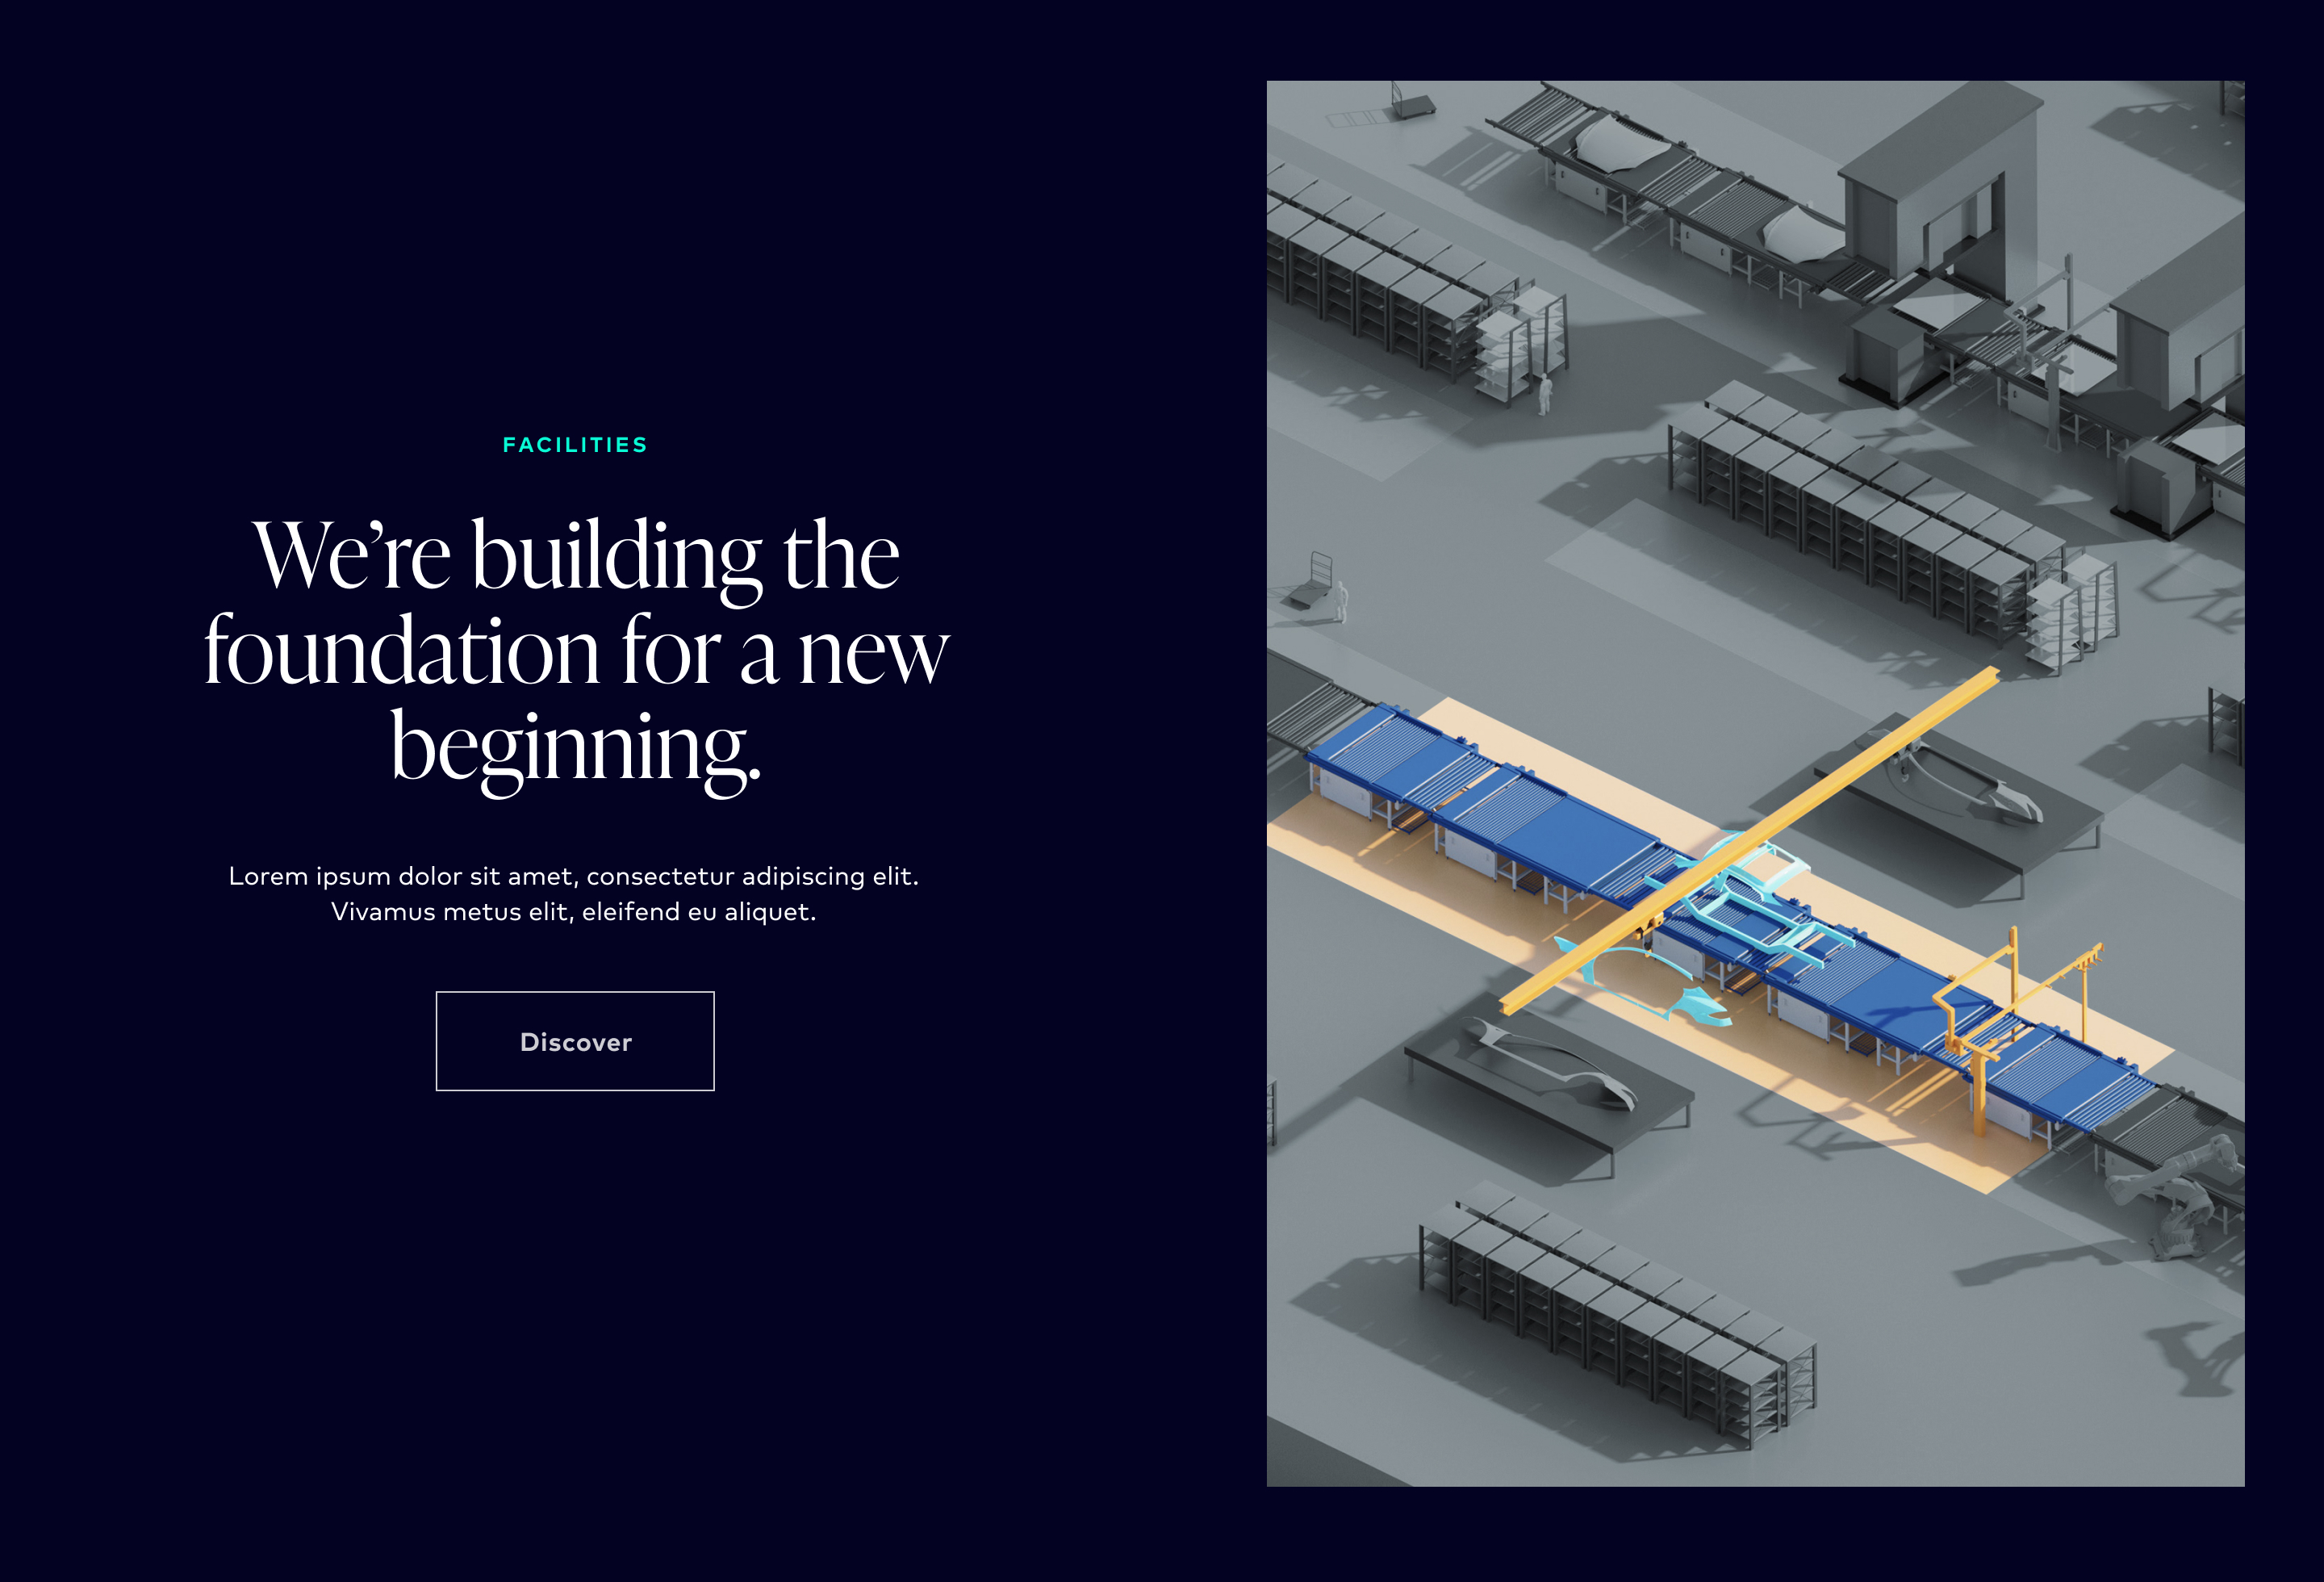 FACILITIES
We’re building the
foundation for a new
beginning.
Lorem ipsum dolor sit amet, consectetur adipiscing elit.
Vivamus metus elit, eleifend eu aliquet.
Discover